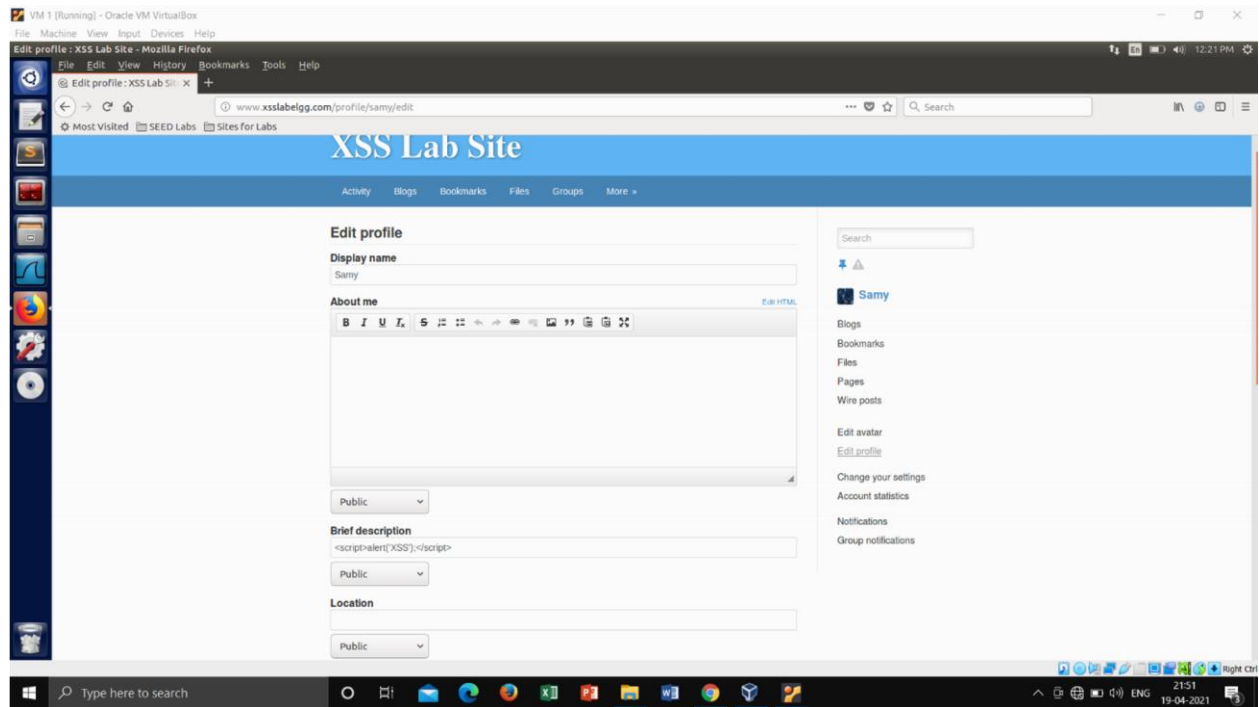 VM 1 [Running] - Oracle VM VirtualBox
File Machine View Input Devices Help
Edit profile : XSS Lab Site - Mozilla Firefox
En 12:21 PM
File Edit View History Bookmarks Tools Help
Edit profile : XSS Lab Sit
www.xsslabelgg.com/profile/samy/edit
Search
Most Visited SEED Labs Sites for Labs
XSS Lab Site
Activity Blogs Bookmarks Files Groups More »
Edit profile
Search
Display name
Samy
About me
Edit HTML
Samy
Blogs
Bookmarks
Files
Pages
Wire posts
Edit avatar
Edit profile
Change your settings
Account statistics
Notifications
Group notifications
Public
Brief description
<script>alert('XSS');</script>
Public
Location
Public
Right Ctrl
Type here to search
ENG
21:51
19-04-2021